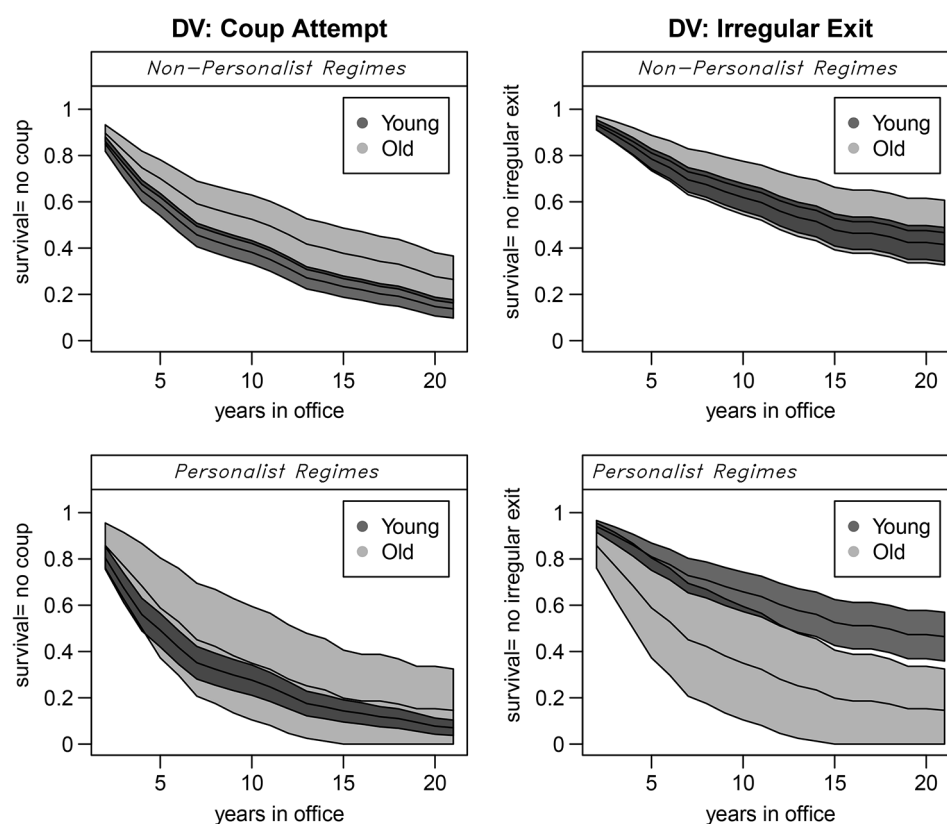 DV: Coup Attempt
Non-Personalist Regimes
survival= no coup
1
0.8
0.6
0.4
0.2
0
Young
Old
5 10 15 20
years in office
DV: Irregular Exit
Non-Personalist Regimes
survival= no irregular exit
1
0.8
0.6
0.4
0.2
0
Young
Old
5 10 15 20
years in office
Personalist Regimes
survival= no coup
1
0.8
0.6
0.4
0.2
0
Young
Old
5 10 15 20
years in office
Personalist Regimes
survival= no irregular exit
1
0.8
0.6
0.4
0.2
0
Young
Old
5 10 15 20
years in office